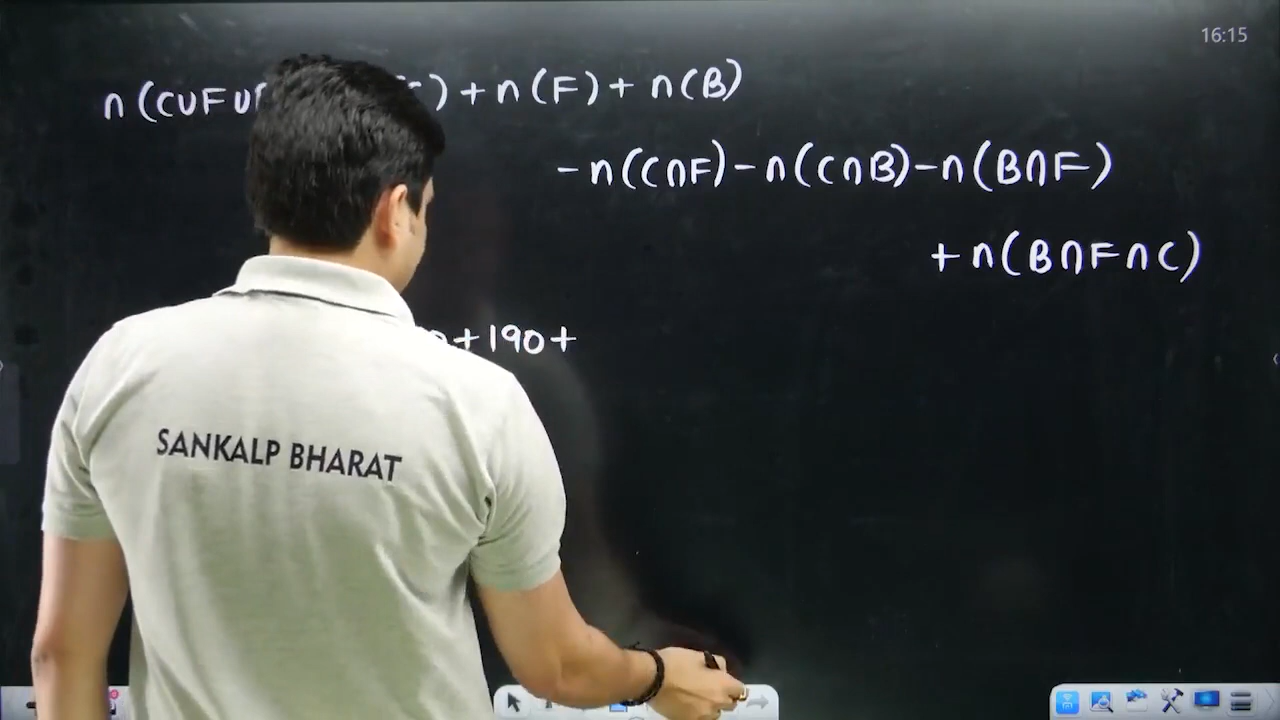 16:15
n(CUFU ) + n(F) + n(B)
- n(C∩F) - n(C∩B) - n(B∩F)
+ n(B∩F∩C)
+190+
SANKALP BHARAT